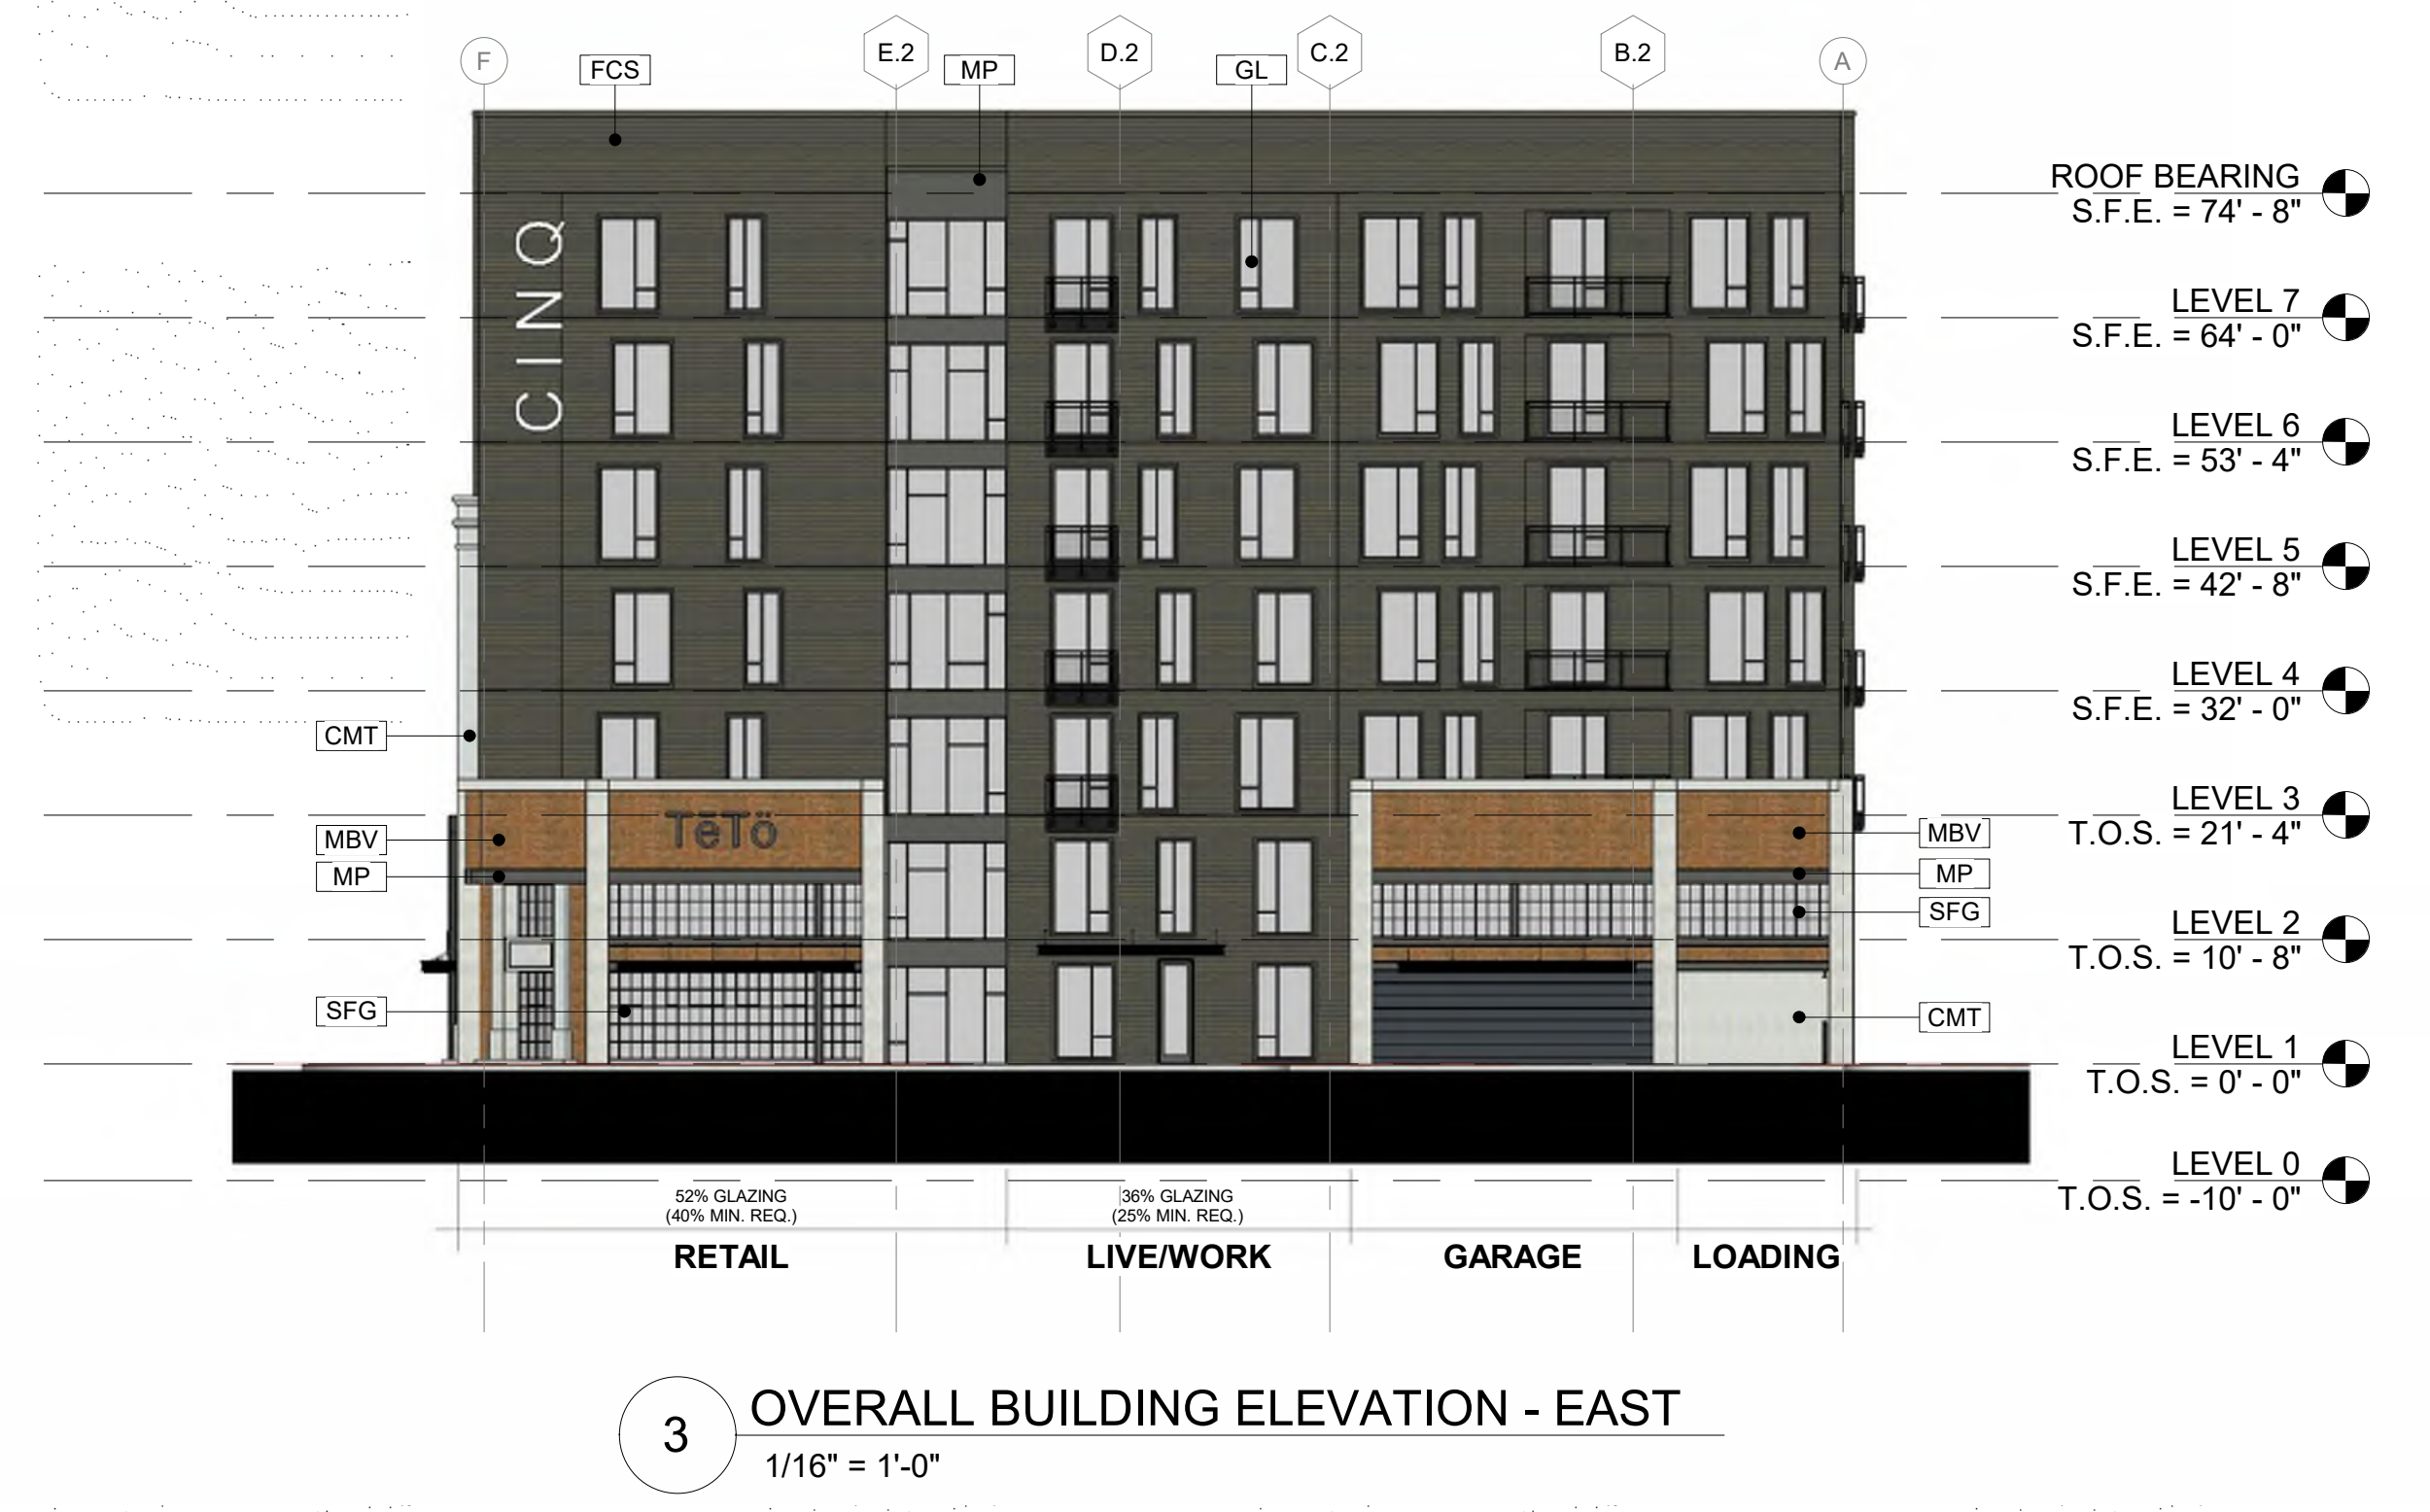 F
FCS
E.2
MP
D.2
GL
C.2
B.2
A
ROOF BEARING
S.F.E. = 74' - 8"
CINQ
LEVEL 7
S.F.E. = 64' - 0"
LEVEL 6
S.F.E. = 53' - 4"
LEVEL 5
S.F.E. = 42' - 8"
LEVEL 4
S.F.E. = 32' - 0"
CMT
LEVEL 3
T.O.S. = 21' - 4"
TēTö
MBV
MBV
MP
MP
SFG
LEVEL 2
T.O.S. = 10' - 8"
SFG
CMT
LEVEL 1
T.O.S. = 0' - 0"
LEVEL 0
T.O.S. = -10' - 0"
52% GLAZING
(40% MIN. REQ.)
36% GLAZING
(25% MIN. REQ.)
RETAIL
LIVE/WORK
GARAGE
LOADING
3
OVERALL BUILDING ELEVATION - EAST
1/16" = 1'-0"